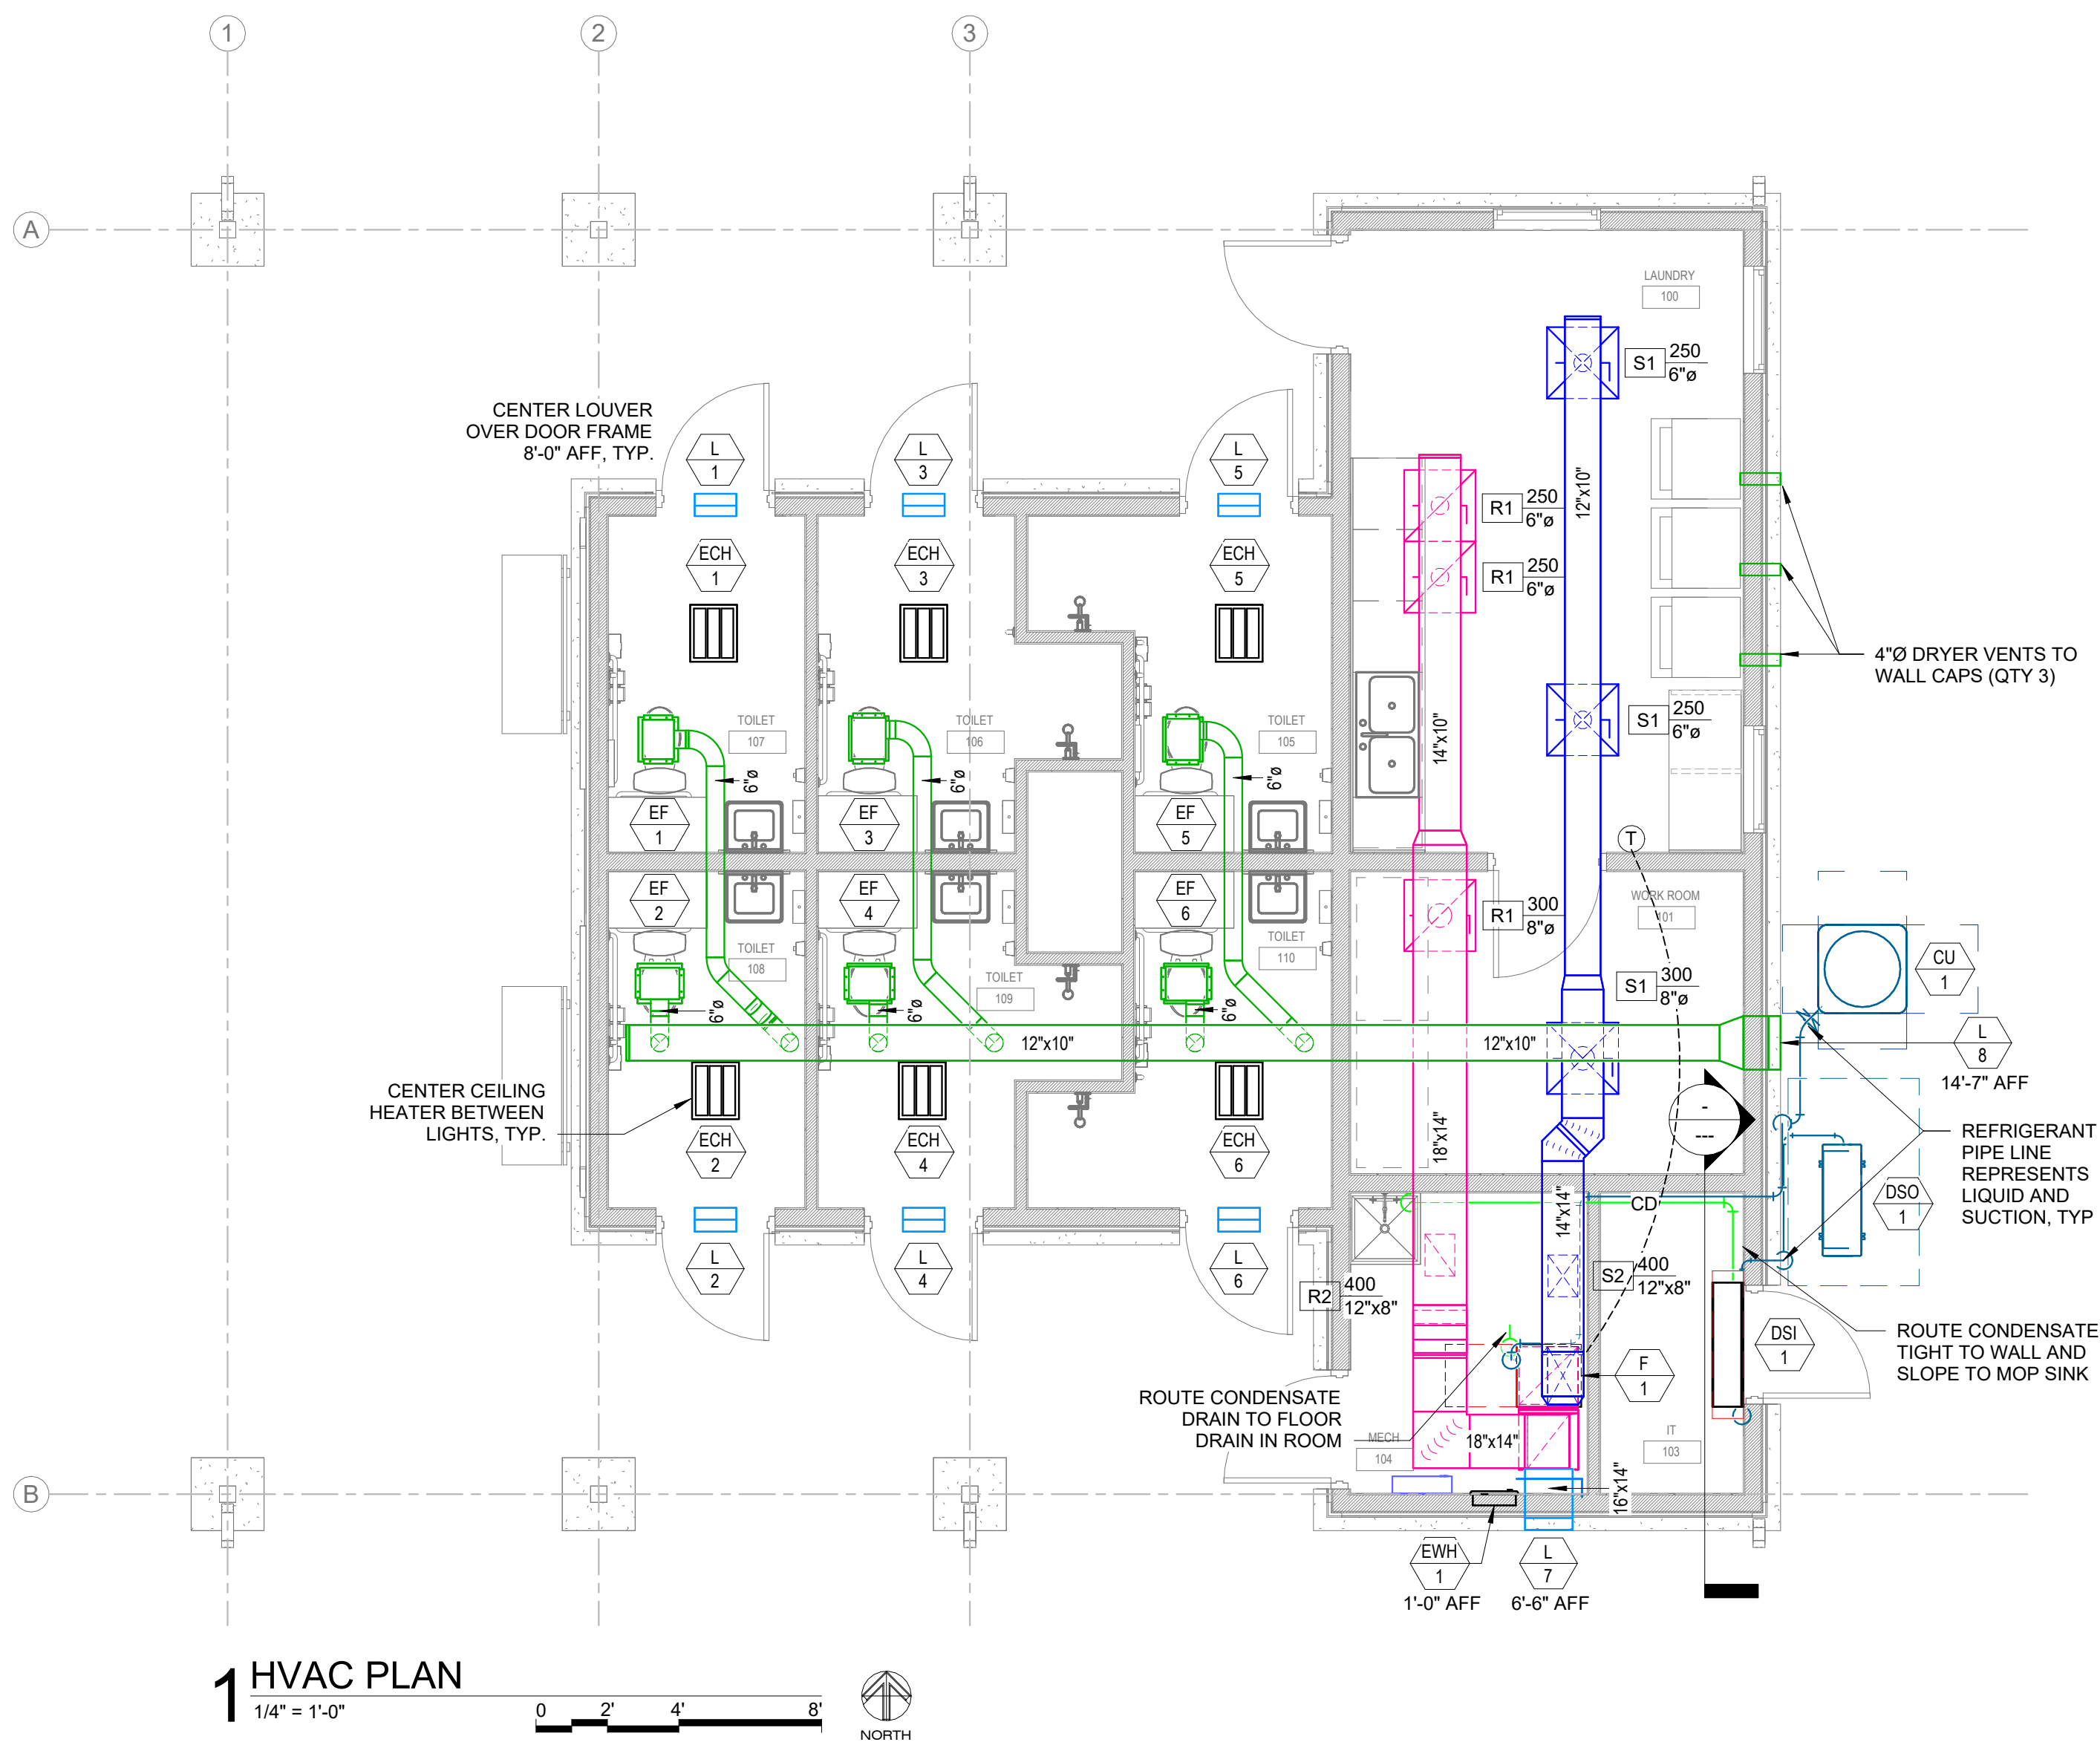 1
2
3
A
LAUNDRY
100
S1 250
6"ø
CENTER LOUVER
OVER DOOR FRAME
8'-0" AFF, TYP.
L
1
L
3
L
5
12"x10"
R1 250
6"ø
ECH
1
ECH
3
ECH
5
R1 250
6"ø
4"Ø DRYER VENTS TO
WALL CAPS (QTY 3)
TOILET
107
TOILET
106
TOILET
105
S1 250
6"ø
14"x10"
6"ø
6"ø
6"ø
EF
1
EF
3
EF
5
T
EF
2
EF
4
EF
6
R1 300
8"ø
WORK ROOM
101
TOILET
108
TOILET
109
TOILET
110
CU
1
S1 300
8"ø
6"ø
6"ø
6"ø
12"x10"
12"x10"
L
8
14'-7" AFF
CENTER CEILING
HEATER BETWEEN
LIGHTS, TYP.
ECH
2
ECH
4
ECH
6
18"x14"
-
---
REFRIGERANT
PIPE LINE
REPRESENTS
LIQUID AND
SUCTION, TYP
14"x14"
CD
DSO
1
L
2
L
4
L
6
R2 400
12"x8"
S2 400
12"x8"
DSI
1
ROUTE CONDENSATE
TIGHT TO WALL AND
SLOPE TO MOP SINK
F
1
ROUTE CONDENSATE
DRAIN TO FLOOR
DRAIN IN ROOM
MECH
104
18"x14"
IT
103
B
16"x14"
EWH
1
1'-0" AFF
L
7
6'-6" AFF
1 HVAC PLAN
1/4" = 1'-0"
0 2' 4' 8'
NORTH